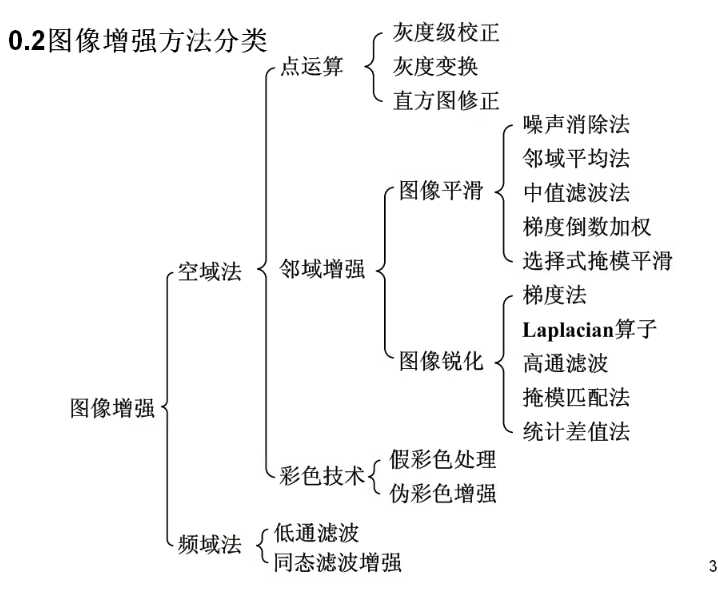 0.2图像增强方法分类
灰度级校正
点运算
灰度变换
直方图修正
噪声消除法
邻域平均法
图像平滑
中值滤波法
梯度倒数加权
选择式掩模平滑
空域法
邻域增强
梯度法
Laplacian算子
图像锐化
高通滤波
掩模匹配法
图像增强
统计差值法
假彩色处理
彩色技术
伪彩色增强
低通滤波
频域法
同态滤波增强
3